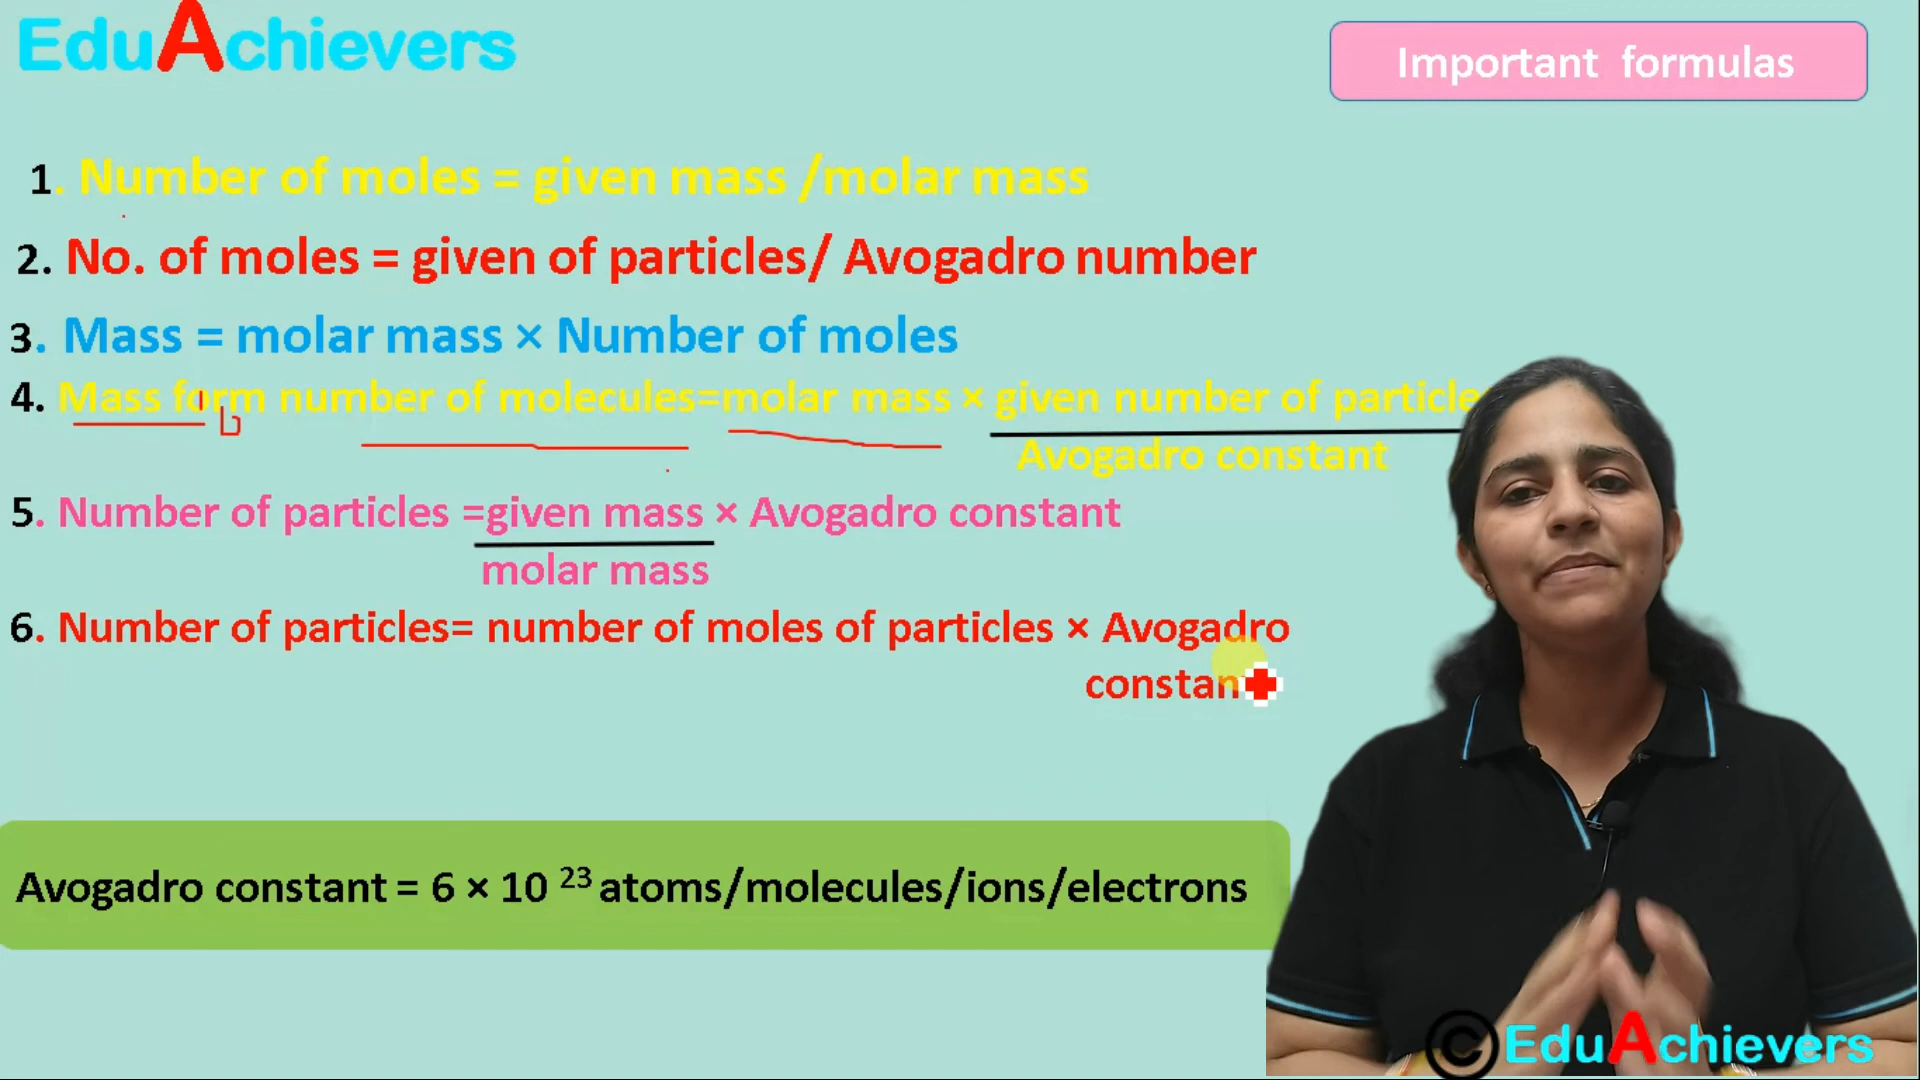 EduAchievers
Important formulas
1. Number of moles = given mass /molar mass
2. No. of moles = given of particles/ Avogadro number
3. Mass = molar mass × Number of moles
4. Mass form number of molecules=molar mass × given number of particle
Avogadro constant
5. Number of particles =given mass × Avogadro constant
molar mass
6. Number of particles= number of moles of particles × Avogadro
constan
Avogadro constant = 6 × 10 23 atoms/molecules/ions/electrons
© EduAchievers